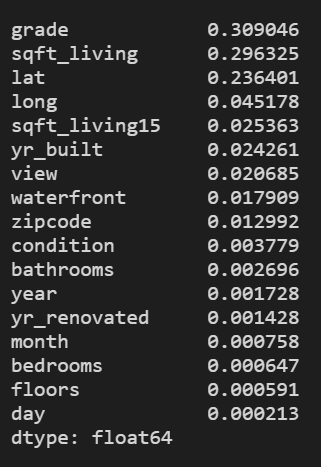 grade 0.309046
sqft_living 0.296325
lat 0.236401
long 0.045178
sqft_living15 0.025363
yr_built 0.024261
view 0.020685
waterfront 0.017909
zipcode 0.012992
condition 0.003779
bathrooms 0.002696
year 0.001728
yr_renovated 0.001428
month 0.000758
bedrooms 0.000647
floors 0.000591
day 0.000213
dtype: float64